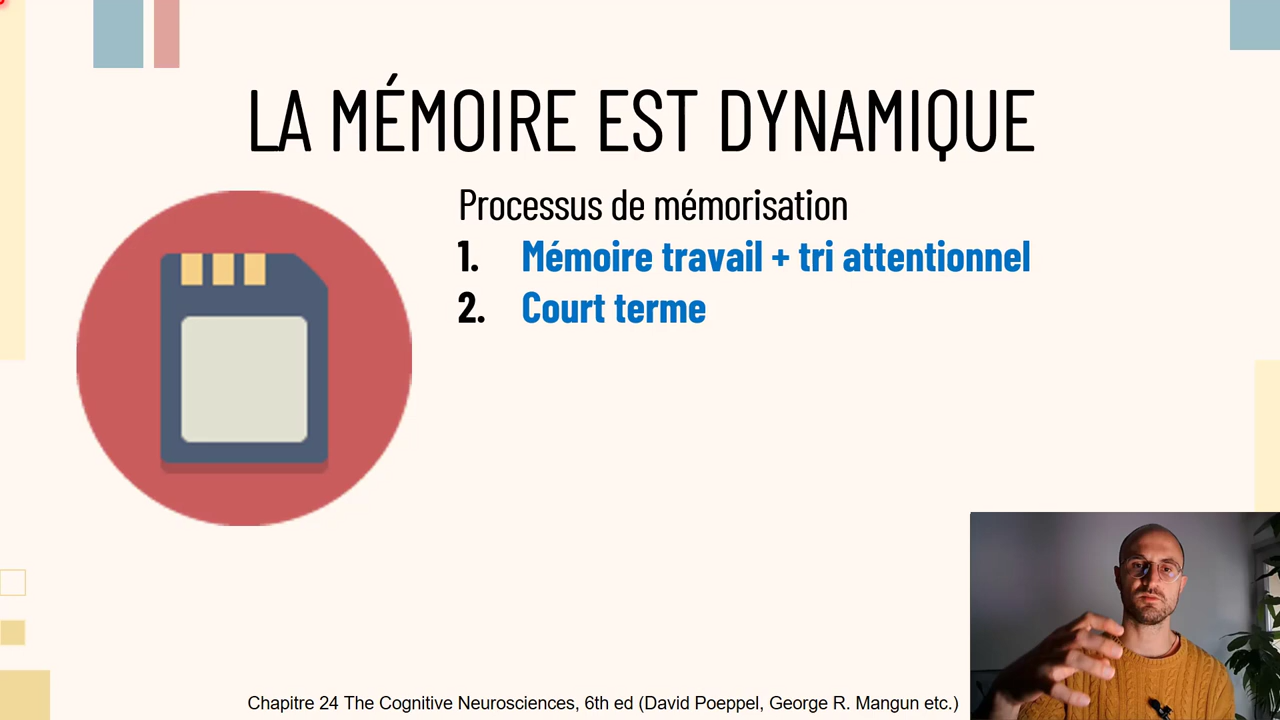 LA MÉMOIRE EST DYNAMIQUE
Processus de mémorisation
1. Mémoire travail + tri attentionnel
2. Court terme
Chapitre 24 The Cognitive Neurosciences, 6th ed (David Poeppel, George R. Mangun etc.)